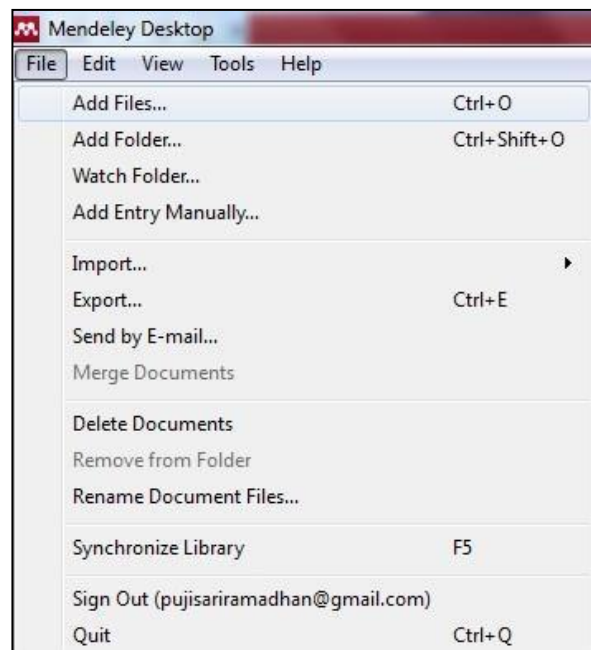 Mendeley Desktop
File Edit View Tools Help
Add Files... Ctrl+O
Add Folder... Ctrl+Shift+O
Watch Folder...
Add Entry Manually...
Import...
Export... Ctrl+E
Send by E-mail...
Merge Documents
Delete Documents
Remove from Folder
Rename Document Files...
Synchronize Library F5
Sign Out (pujisariramadhan@gmail.com)
Quit Ctrl+Q